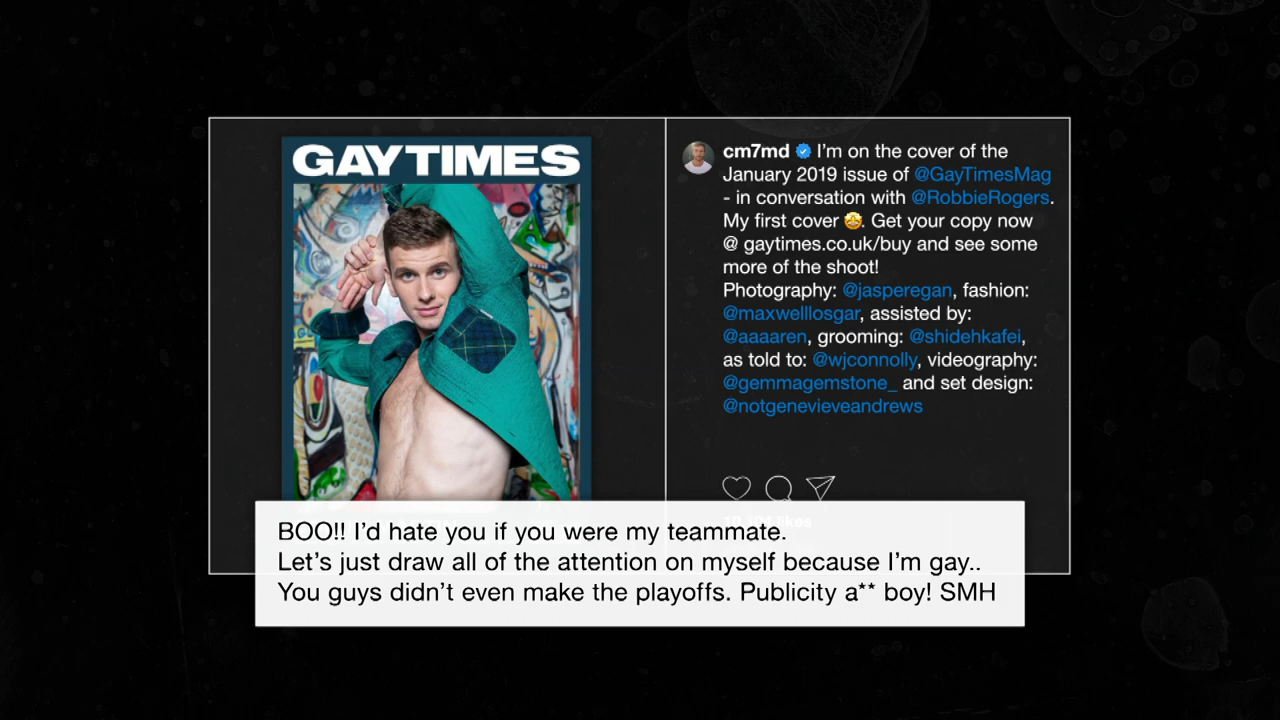 GAYTIMES
cm7md I'm on the cover of the
January 2019 issue of @GayTimesMag
- in conversation with @RobbieRogers.
My first cover 🤩. Get your copy now
@ gaytimes.co.uk/buy and see some
more of the shoot!
Photography: @jasperegan, fashion:
@maxwelllosgar, assisted by:
@aaaaren, grooming: @shidehkafei,
as told to: @wjconnolly, videography:
@gemmagemstone_ and set design:
@notgenevieveandrews
BOO!! I'd hate you if you were my teammate.
Let's just draw all of the attention on myself because I'm gay..
You guys didn't even make the playoffs. Publicity a** boy! SMH